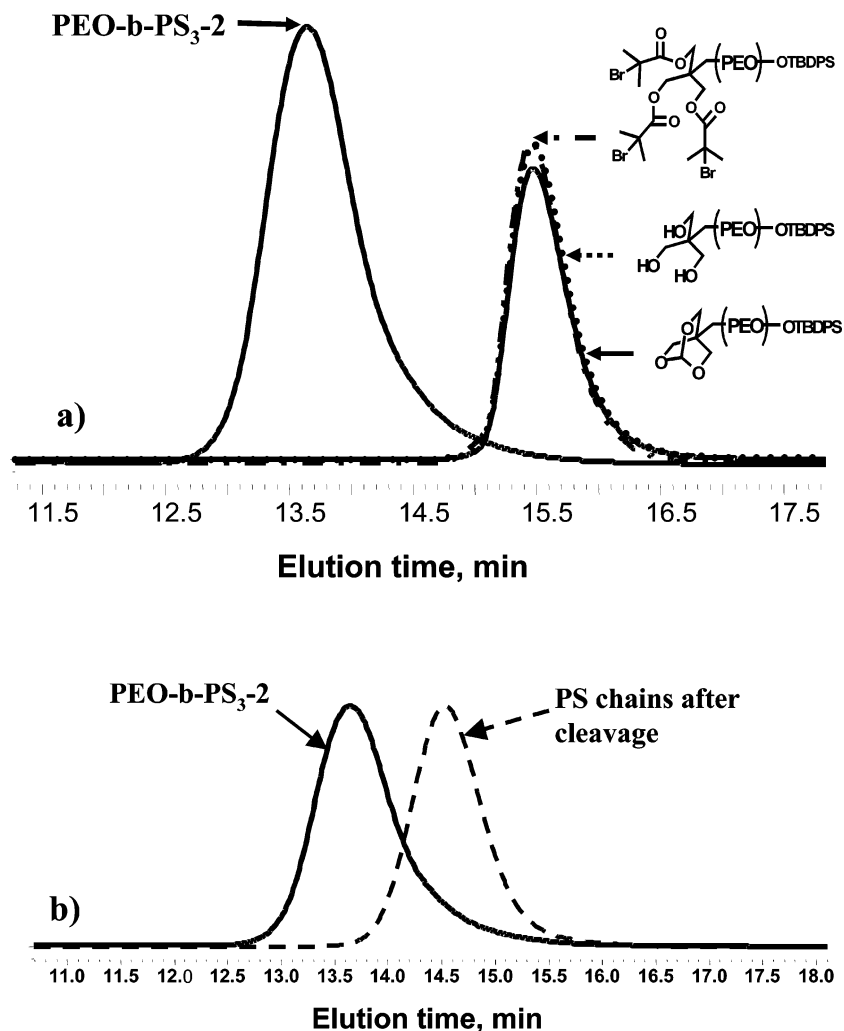 PEO-b-PS3-2
O
O
Br
(PEO)
OTBDPS
O
O
O
O
Br
Br
HO
(PEO)
OTBDPS
HO
HO
O
(PEO)
OTBDPS
O
O
a)
11.5 12.5 13.5 14.5 15.5 16.5 17.5
Elution time, min
PEO-b-PS3-2
PS chains after
cleavage
b)
11.0 11.5 12.0 12.5 13.0 13.5 14.0 14.5 15.0 15.5 16.0 16.5 17.0 17.5 18.0
Elution time, min